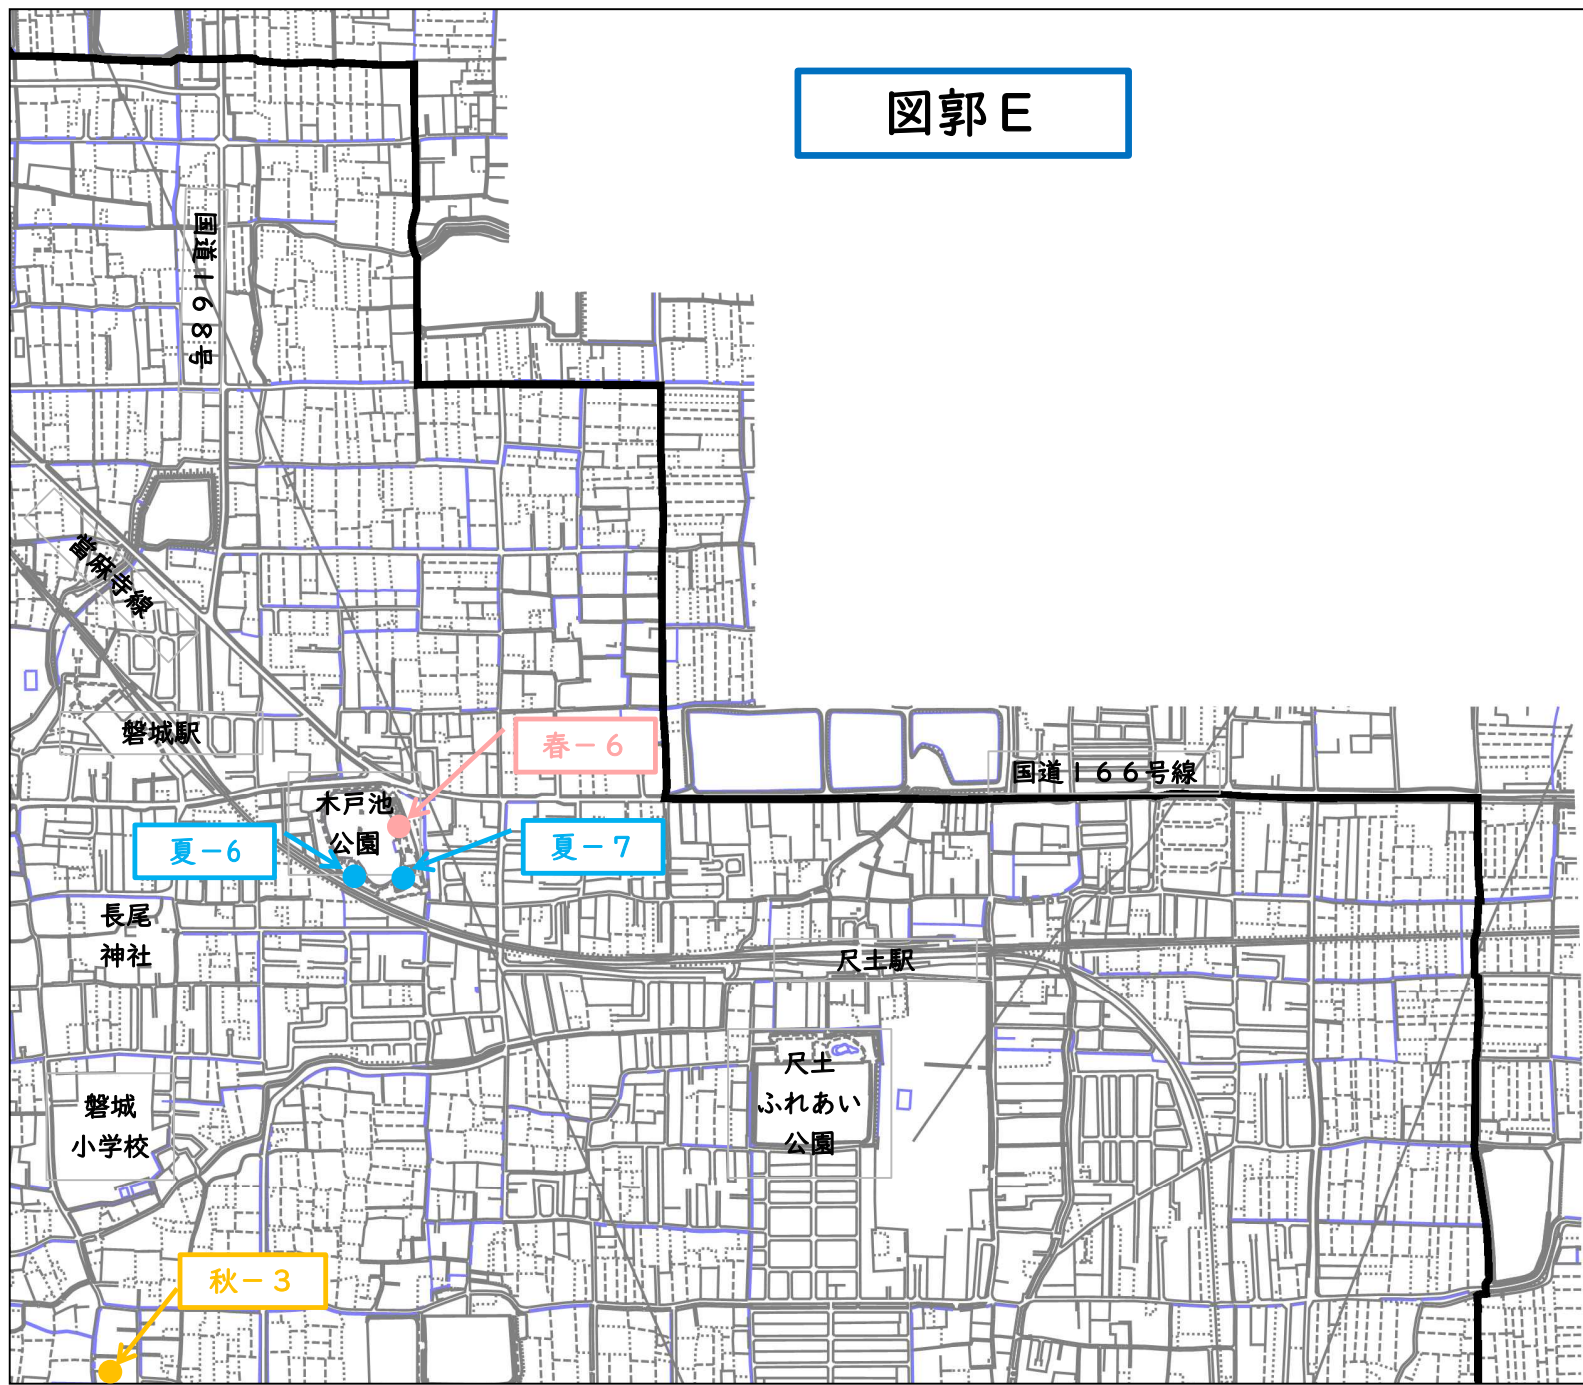 図郭E
国道168号
當麻寺線
磐城駅
春-6
国道166号線
木戸池
公園
夏-6
夏-7
長尾
神社
尺土駅
尺土
ふれあい
公園
磐城
小学校
秋-3